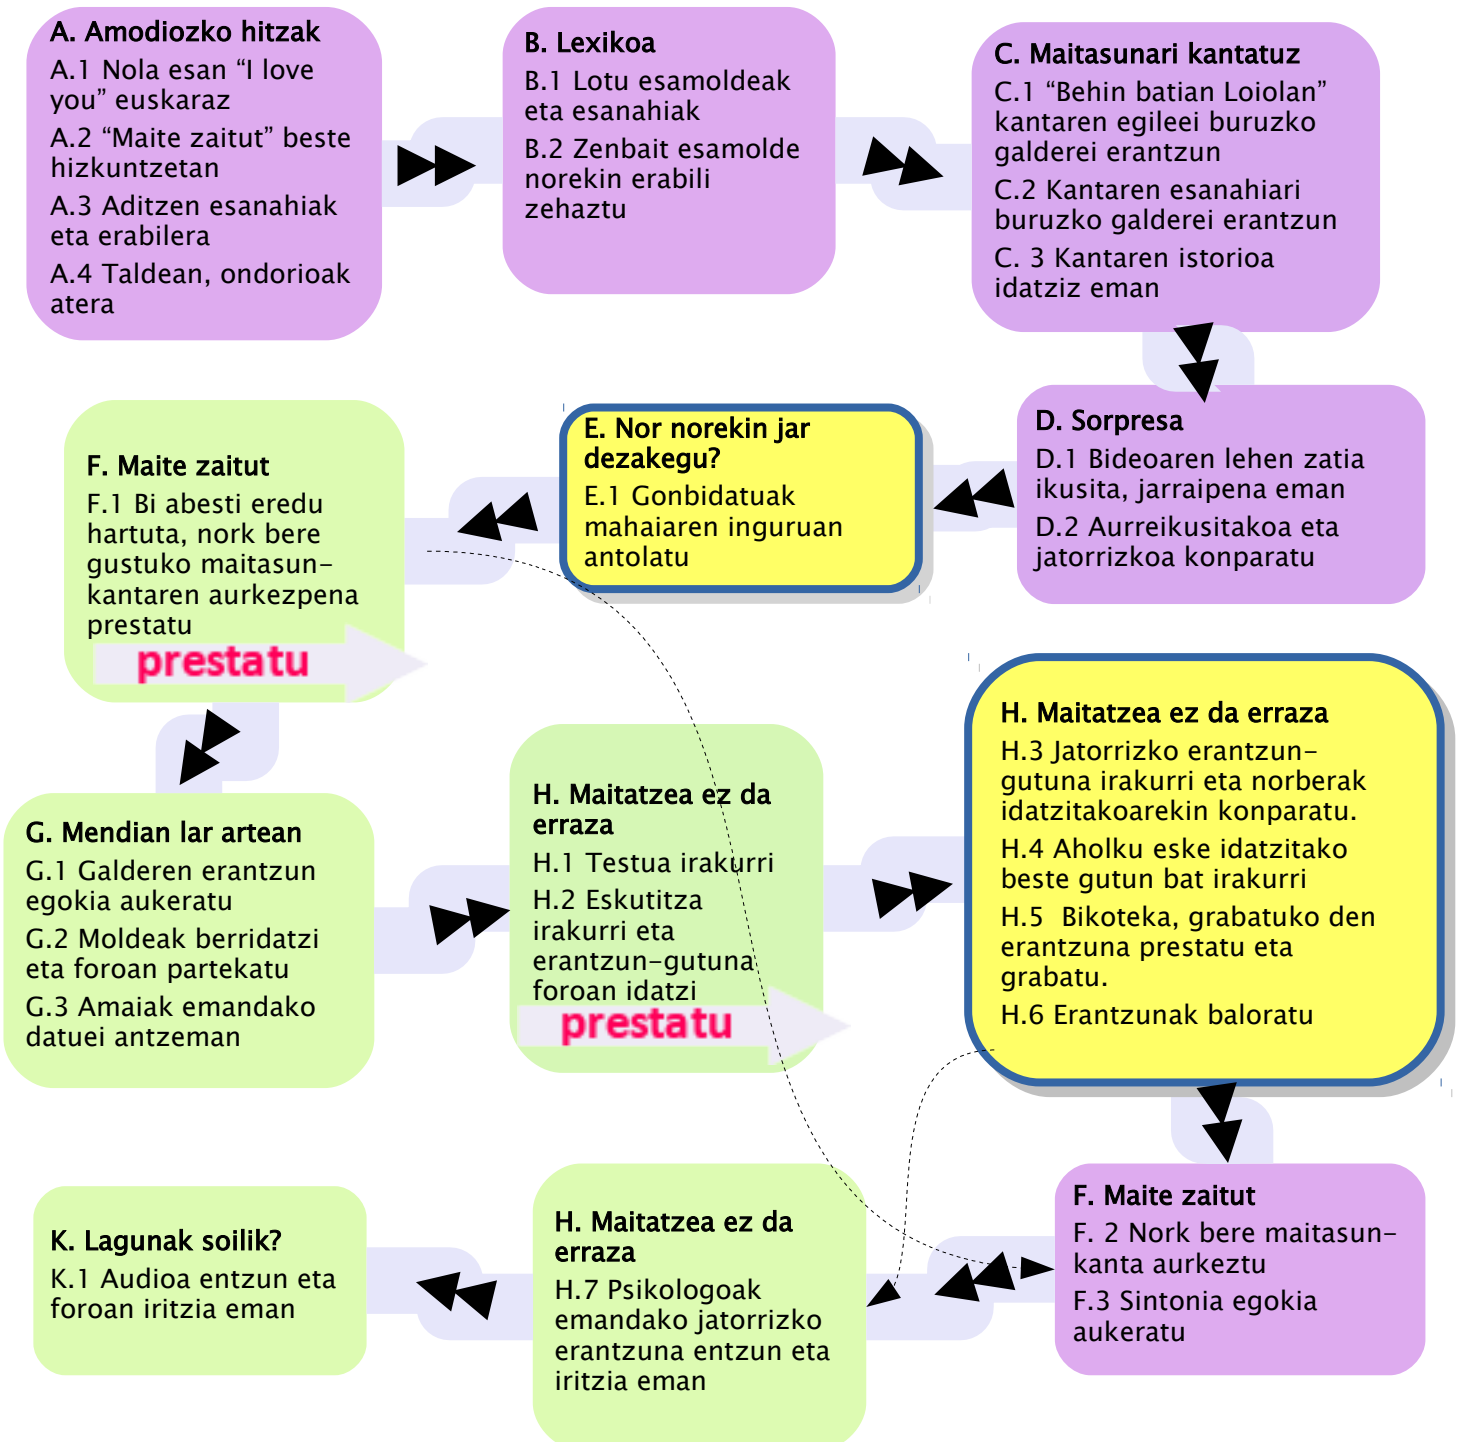 A. Amodiozko hitzak
A.1 Nola esan “I love
you” euskaraz
A.2 “Maite zaitut” beste
hizkuntzetan
A.3 Aditzen esanahiak
eta erabilera
A.4 Taldean, ondorioak
atera
B. Lexikoa
B.1 Lotu esamoldeak
eta esanahiak
B.2 Zenbait esamolde
norekin erabili
zehaztu
C. Maitasunari kantatuz
C.1 “Behin batian Loiolan”
kantaren egileei buruzko
galderei erantzun
C.2 Kantaren esanahiari
buruzko galderei erantzun
C. 3 Kantaren istorioa
idatziz eman
D. Sorpresa
D.1 Bideoaren lehen zatia
ikusita, jarraipena eman
D.2 Aurreikusitakoa eta
jatorrizkoa konparatu
E. Nor norekin jar
dezakegu?
E.1 Gonbidatuak
mahaiaren inguruan
antolatu
F. Maite zaitut
F.1 Bi abesti eredu
hartuta, nork bere
gustuko maitasun-
kantaren aurkezpena
prestatu
prestatu
G. Mendian lar artean
G.1 Galderen erantzun
egokia aukeratu
G.2 Moldeak berridatzi
eta foroan partekatu
G.3 Amaiak emandako
datuei antzeman
H. Maitatzea ez da
erraza
H.1 Testua irakurri
H.2 Eskutitza
irakurri eta
erantzun-gutuna
foroan idatzi
prestatu
H. Maitatzea ez da erraza
H.3 Jatorrizko erantzun-
gutuna irakurri eta norberak
idatzitakoarekin konparatu.
H.4 Aholku eske idatzitako
beste gutun bat irakurri
H.5 Bikoteka, grabatuko den
erantzuna prestatu eta
grabatu.
H.6 Erantzunak baloratu
F. Maite zaitut
F. 2 Nork bere maitasun-
kanta aurkeztu
F.3 Sintonia egokia
aukeratu
H. Maitatzea ez da
erraza
H.7 Psikologoak
emandako jatorrizko
erantzuna entzun eta
iritzia eman
K. Lagunak soilik?
K.1 Audioa entzun eta
foroan iritzia eman